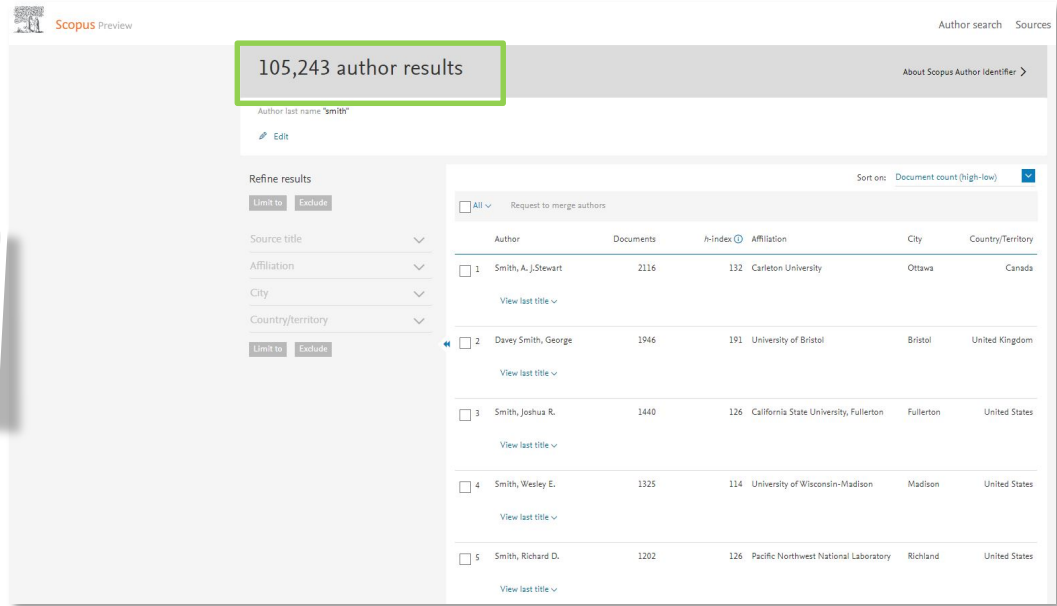 Scopus Preview
Author search Sources
105,243 author results
About Scopus Author Identifier >
Author last name "smith"
Edit
Refine results
Limit to Exclude
Source title
Affiliation
City
Country/territory
Limit to Exclude
Sort on: Document count (high-low)
All Request to merge authors
Author Documents h-index Affiliation City Country/Territory
1 Smith, A. J.Stewart 2116 132 Carleton University Ottawa Canada
View last title
2 Davey Smith, George 1946 191 University of Bristol Bristol United Kingdom
View last title
3 Smith, Joshua R. 1440 126 California State University, Fullerton Fullerton United States
View last title
4 Smith, Wesley E. 1325 114 University of Wisconsin-Madison Madison United States
View last title
5 Smith, Richard D. 1202 126 Pacific Northwest National Laboratory Richland United States
View last title